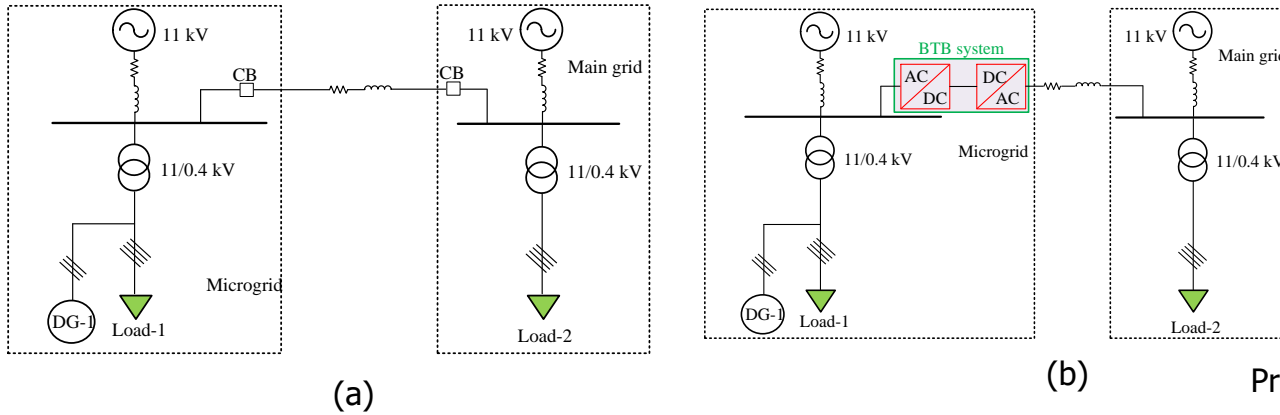 11 kV
CB
Microgrid
11/0.4 kV
DG-1
Load-1
CB
11 kV
Main grid
11/0.4 kV
Load-2
(a)
11 kV
BTB system
AC
DC
DC
AC
Microgrid
11/0.4 kV
DG-1
Load-1
11 kV
Main grid
11/0.4 kV
Load-2
(b)
Pr